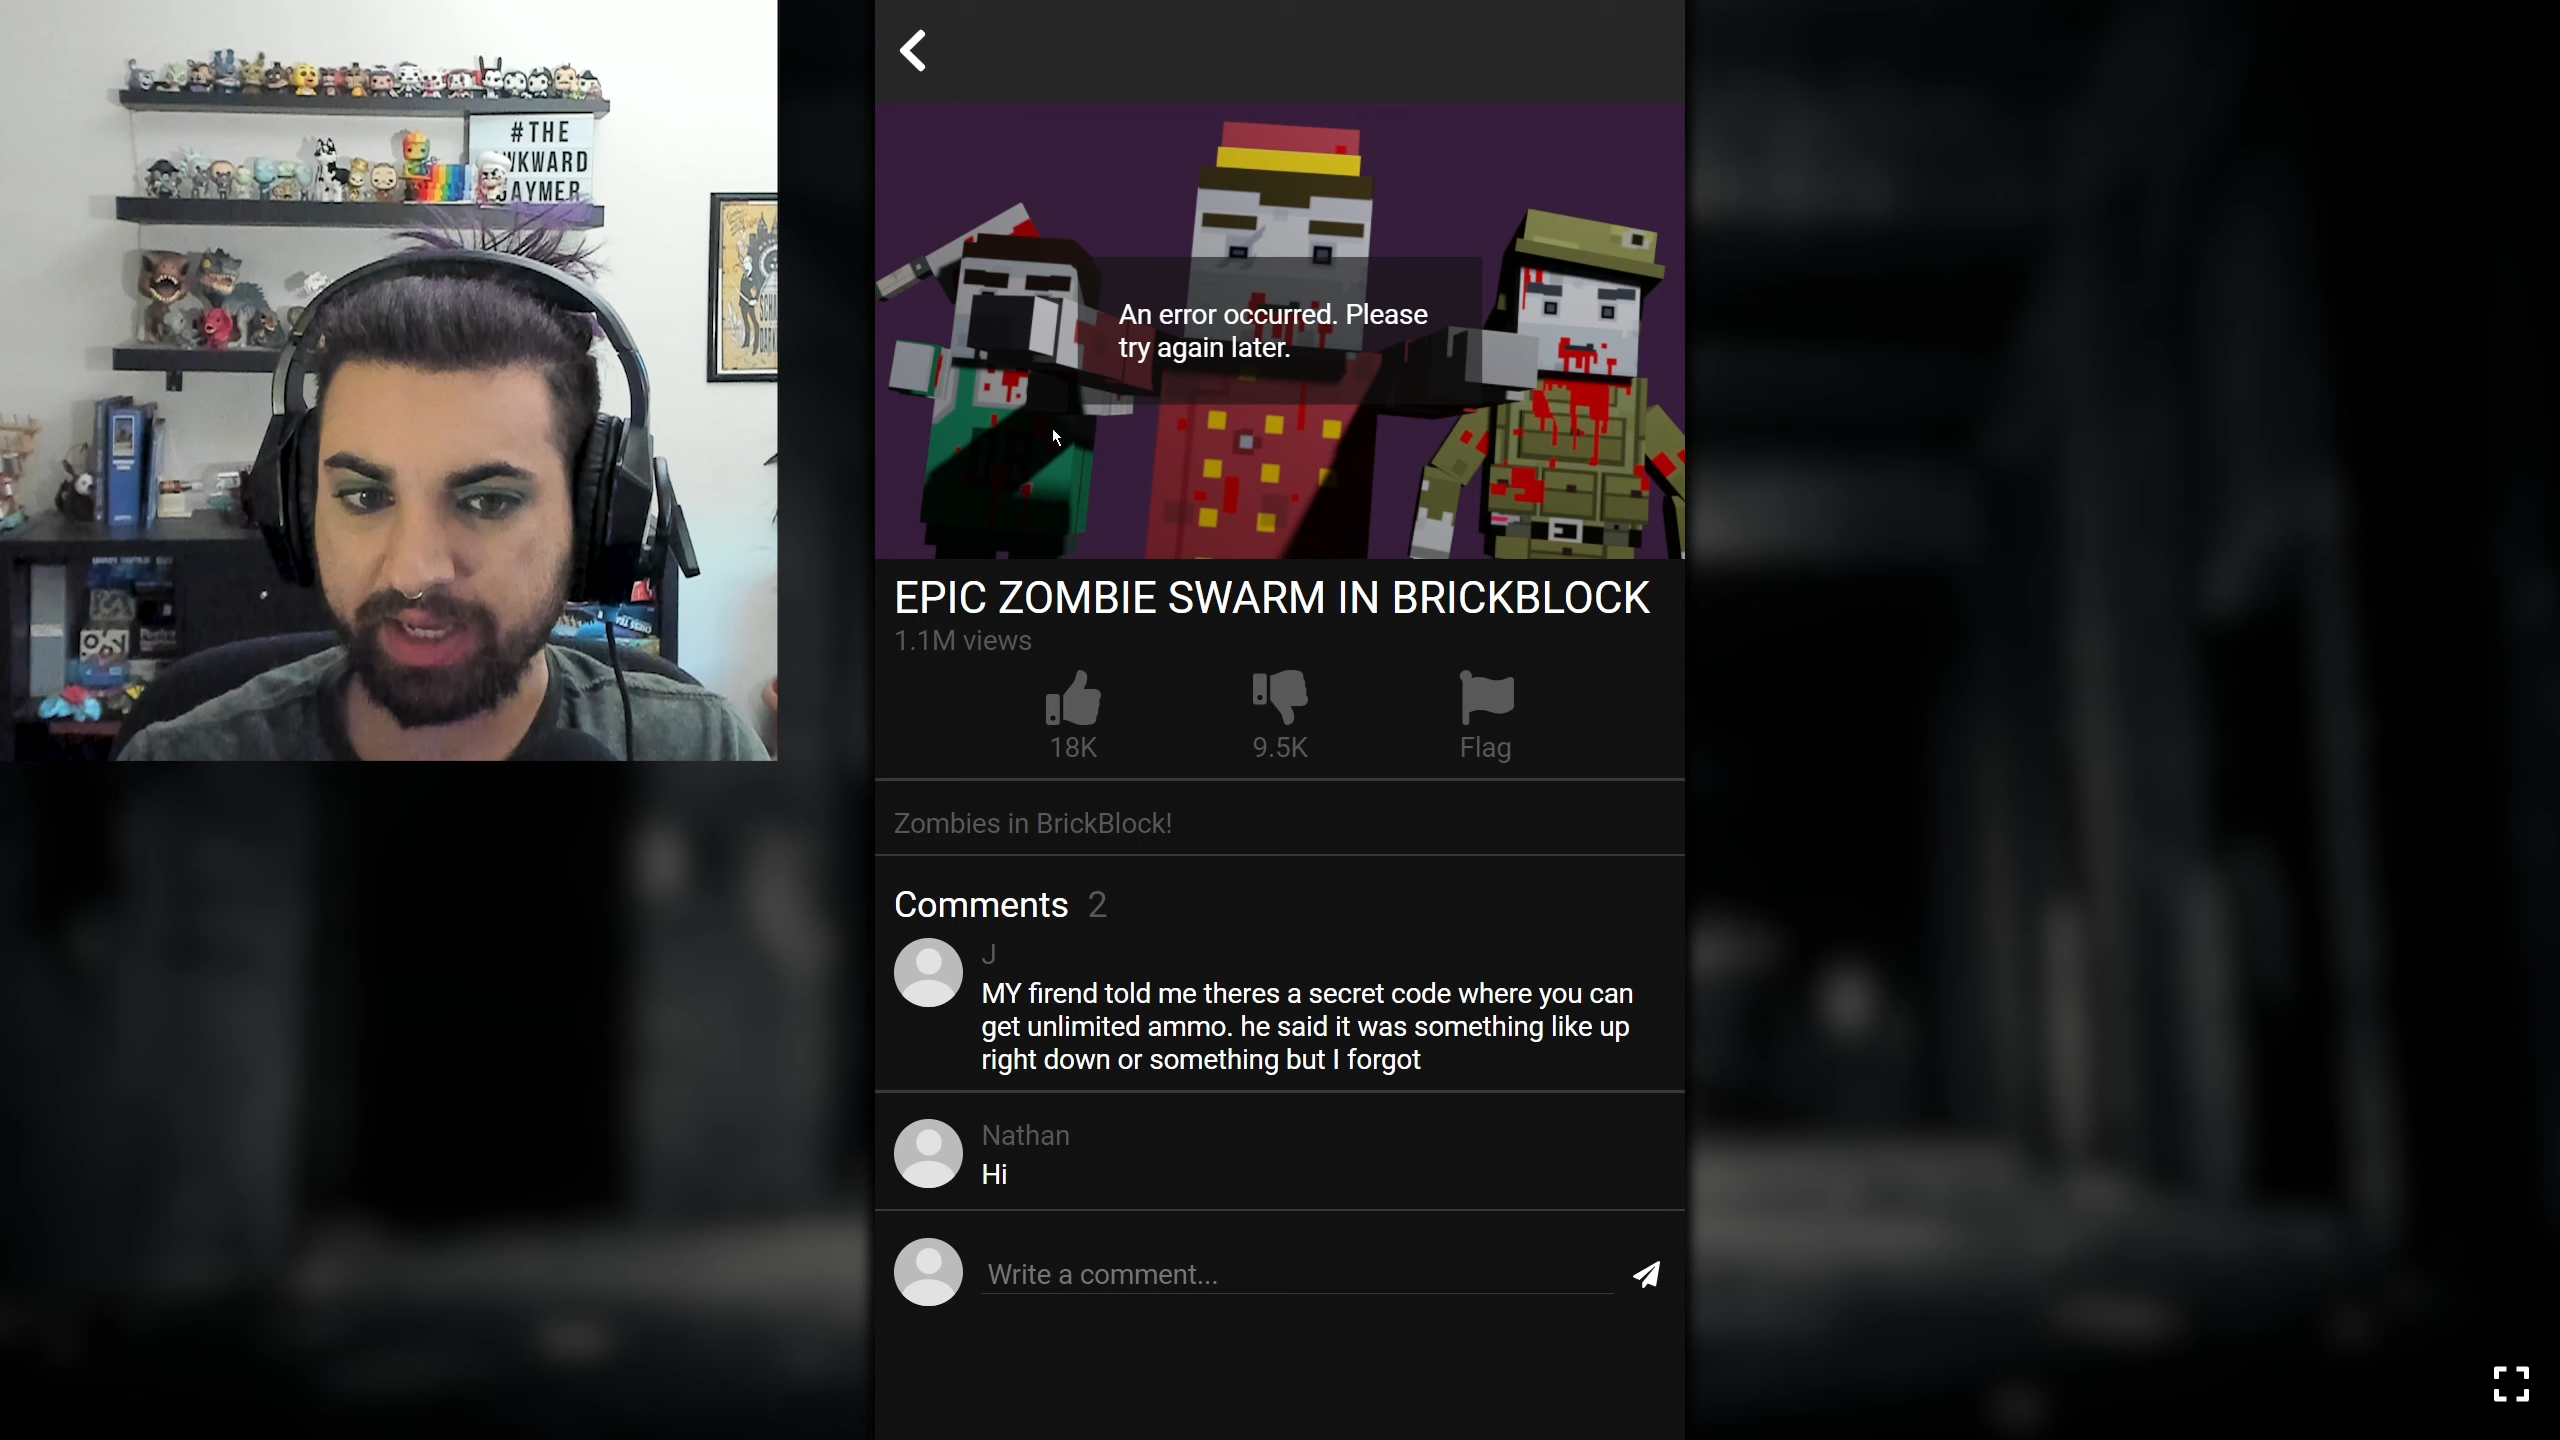 #THE
WKWARD
AYMER
An error occurred. Please
try again later.
EPIC ZOMBIE SWARM IN BRICKBLOCK
1.1M views
18K
9.5K
Flag
Zombies in BrickBlock!
Comments 2
J
MY firend told me theres a secret code where you can
get unlimited ammo. he said it was something like up
right down or something but I forgot
Nathan
Hi
Write a comment...